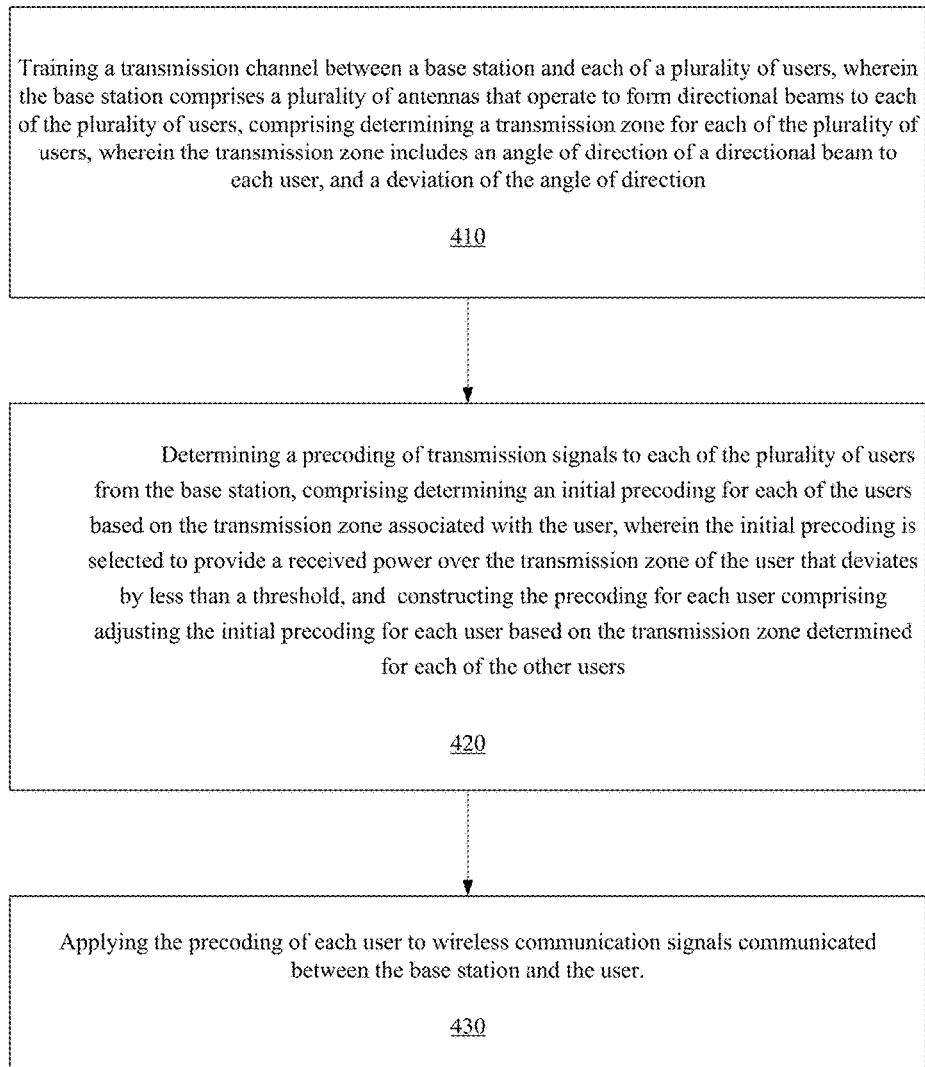 Training a transmission channel between a base station and each of a plurality of users, wherein
the base station comprises a plurality of antennas that operate to form directional beams to each
of the plurality of users, comprising determining a transmission zone for each of the plurality of
users, wherein the transmission zone includes an angle of direction of a directional beam to
each user, and a deviation of the angle of direction
410
Determining a precoding of transmission signals to each of the plurality of users
from the base station, comprising determining an initial precoding for each of the users
based on the transmission zone associated with the user, wherein the initial precoding is
selected to provide a received power over the transmission zone of the user that deviates
by less than a threshold, and constructing the precoding for each user comprising
adjusting the initial precoding for each user based on the transmission zone determined
for each of the other users
420
Applying the precoding of each user to wireless communication signals communicated
between the base station and the user.
430